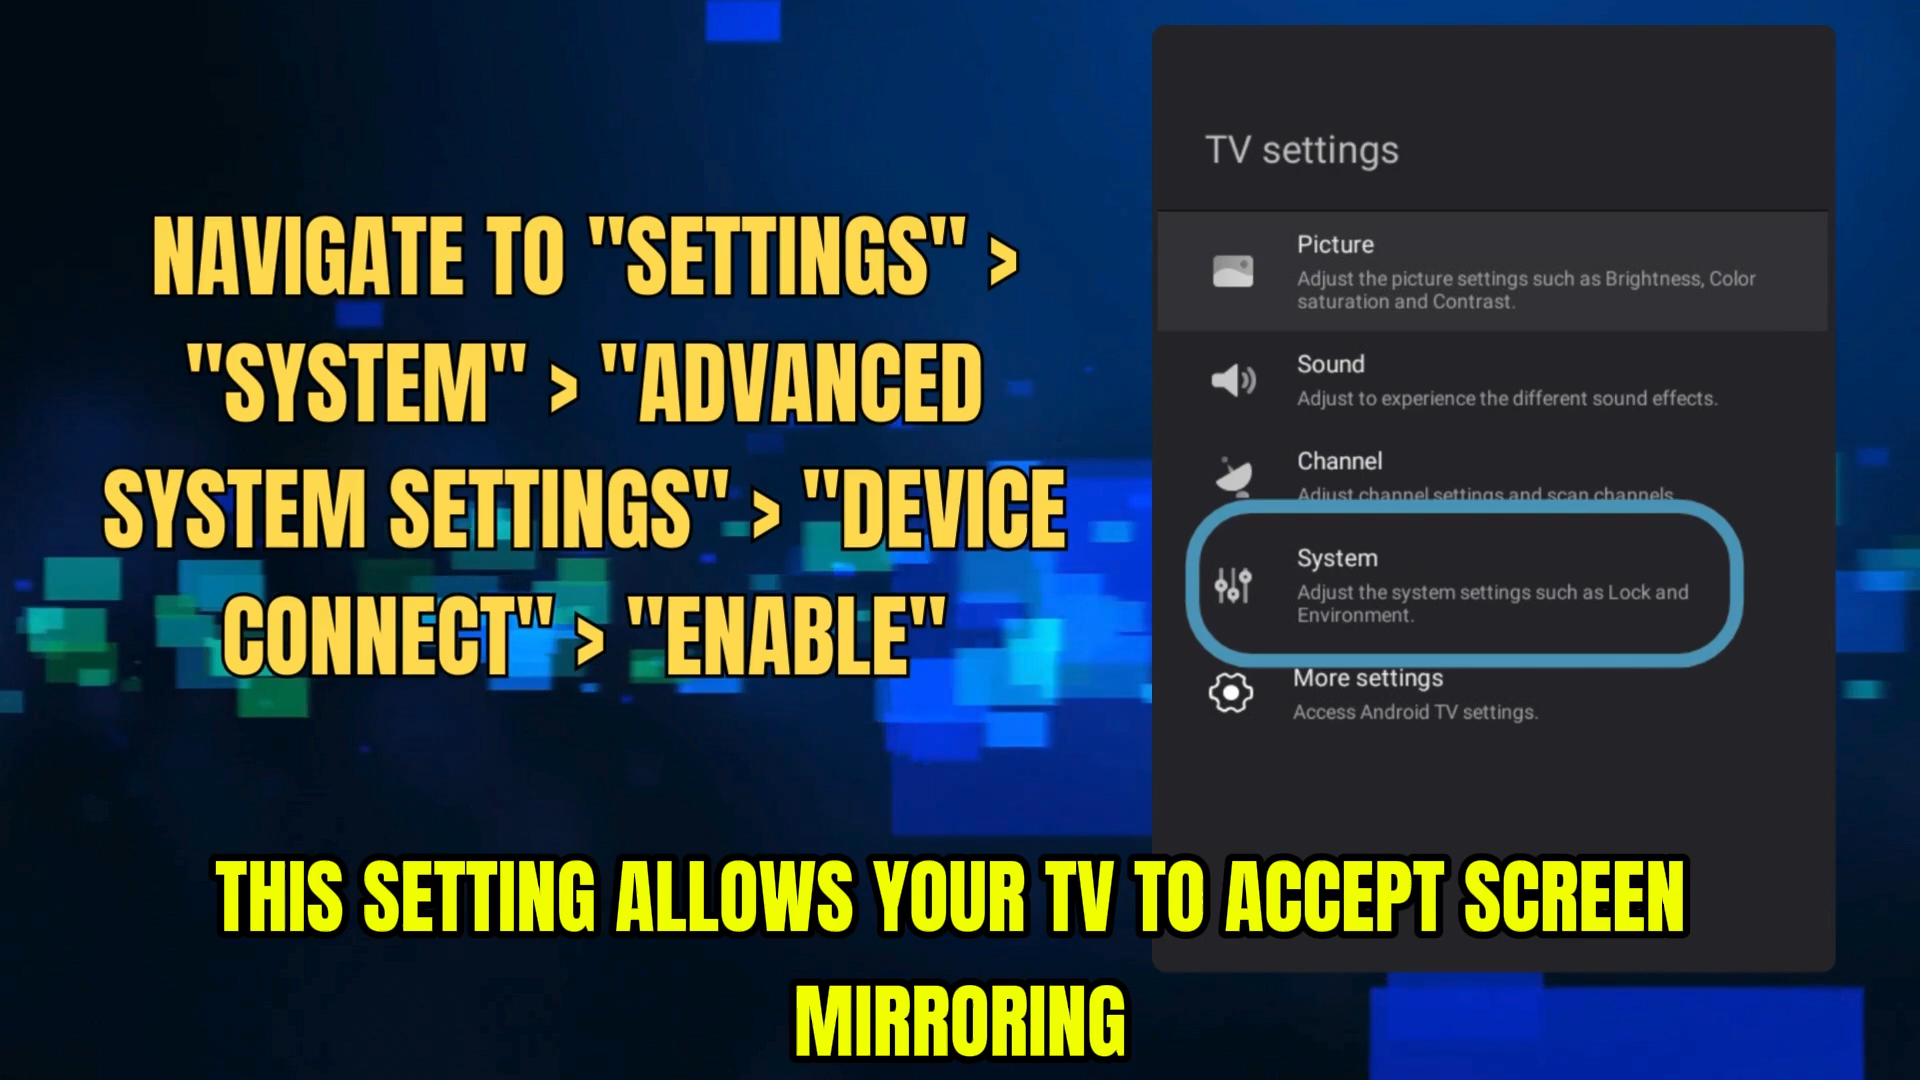 NAVIGATE TO "SETTINGS" >
"SYSTEM" > "ADVANCED
SYSTEM SETTINGS" > "DEVICE
CONNECT" > "ENABLE"
TV settings
Picture
Adjust the picture settings such as Brightness, Color
saturation and Contrast.
Sound
Adjust to experience the different sound effects.
Channel
Adjust channel settings and scan channels.
System
Adjust the system settings such as Lock and
Environment.
More settings
Access Android TV settings.
THIS SETTING ALLOWS YOUR TV TO ACCEPT SCREEN
MIRRORING